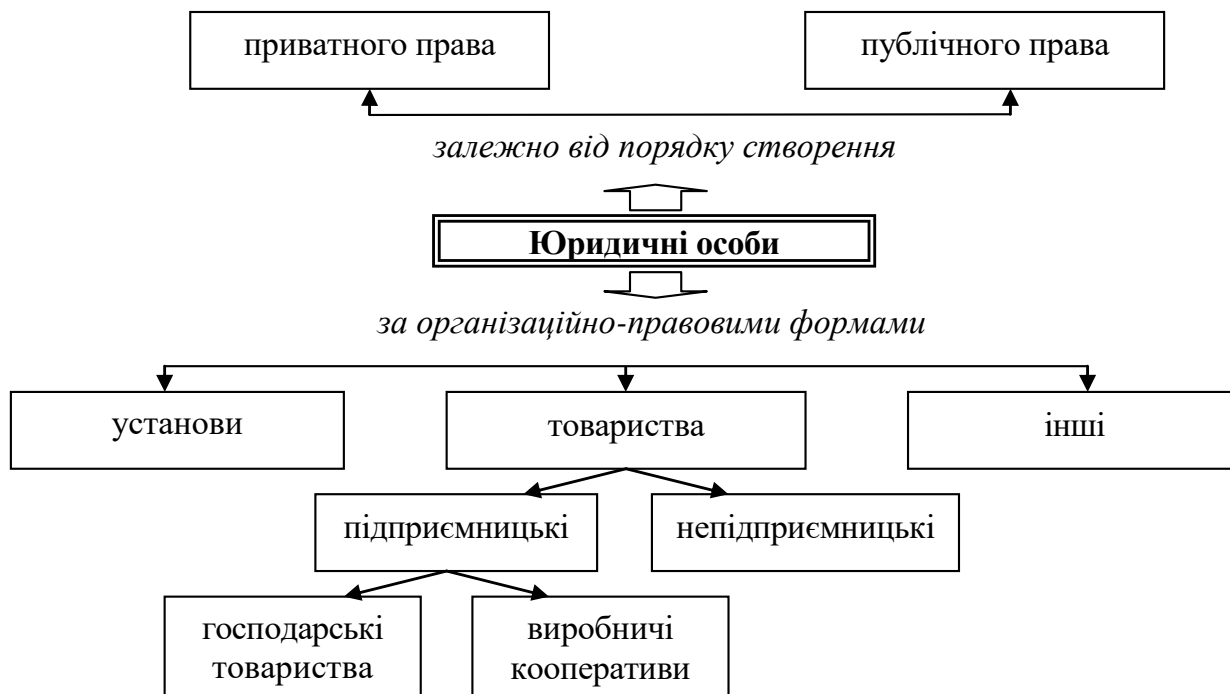 приватного права
публічного права
залежно від порядку створення
Юридичні особи
за організаційно-правовими формами
установи
товариства
інші
підприємницькі
непідприємницькі
господарські
товариства
виробничі
кооперативи